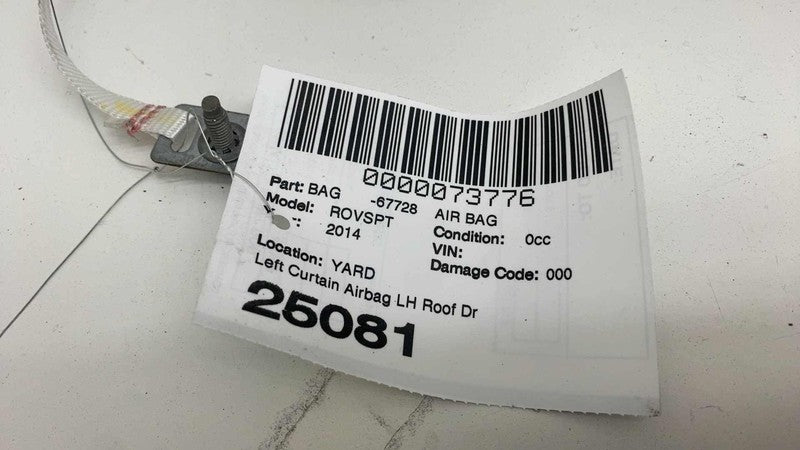 0000073776
Part: BAG -67728 AIR BAG
Model: ROVSPT Condition: 0cc
2014 VIN:
Location: YARD Damage Code: 000
Left Curtain Airbag LH Roof Dr
25081